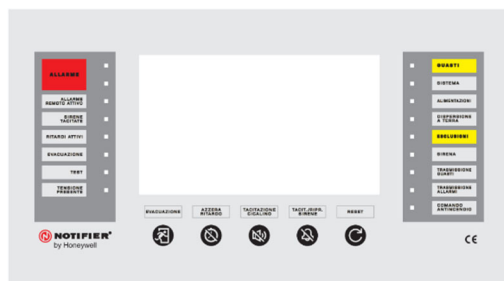 ALLARME
ALLARME
REMOTO ATTIVO
SIRENE
TACITATE
RITARDI ATTIVI
EVACUAZIONE
TEST
TENSIONE
PRESENTE
GUASTI
SISTEMA
ALIMENTAZIONI
DISPERSIONE
A TERRA
ESCLUSIONI
SIRENA
TRASMISSIONE
GUASTI
TRASMISSIONE
ALLARMI
COMANDO
ANTINCENDIO
EVACUAZIONE
AZZERA
RITARDO
TACITAZIONE
CICALINO
TACIT./RIPR.
SIRENE
RESET
NOTIFIER®
by Honeywell
CE